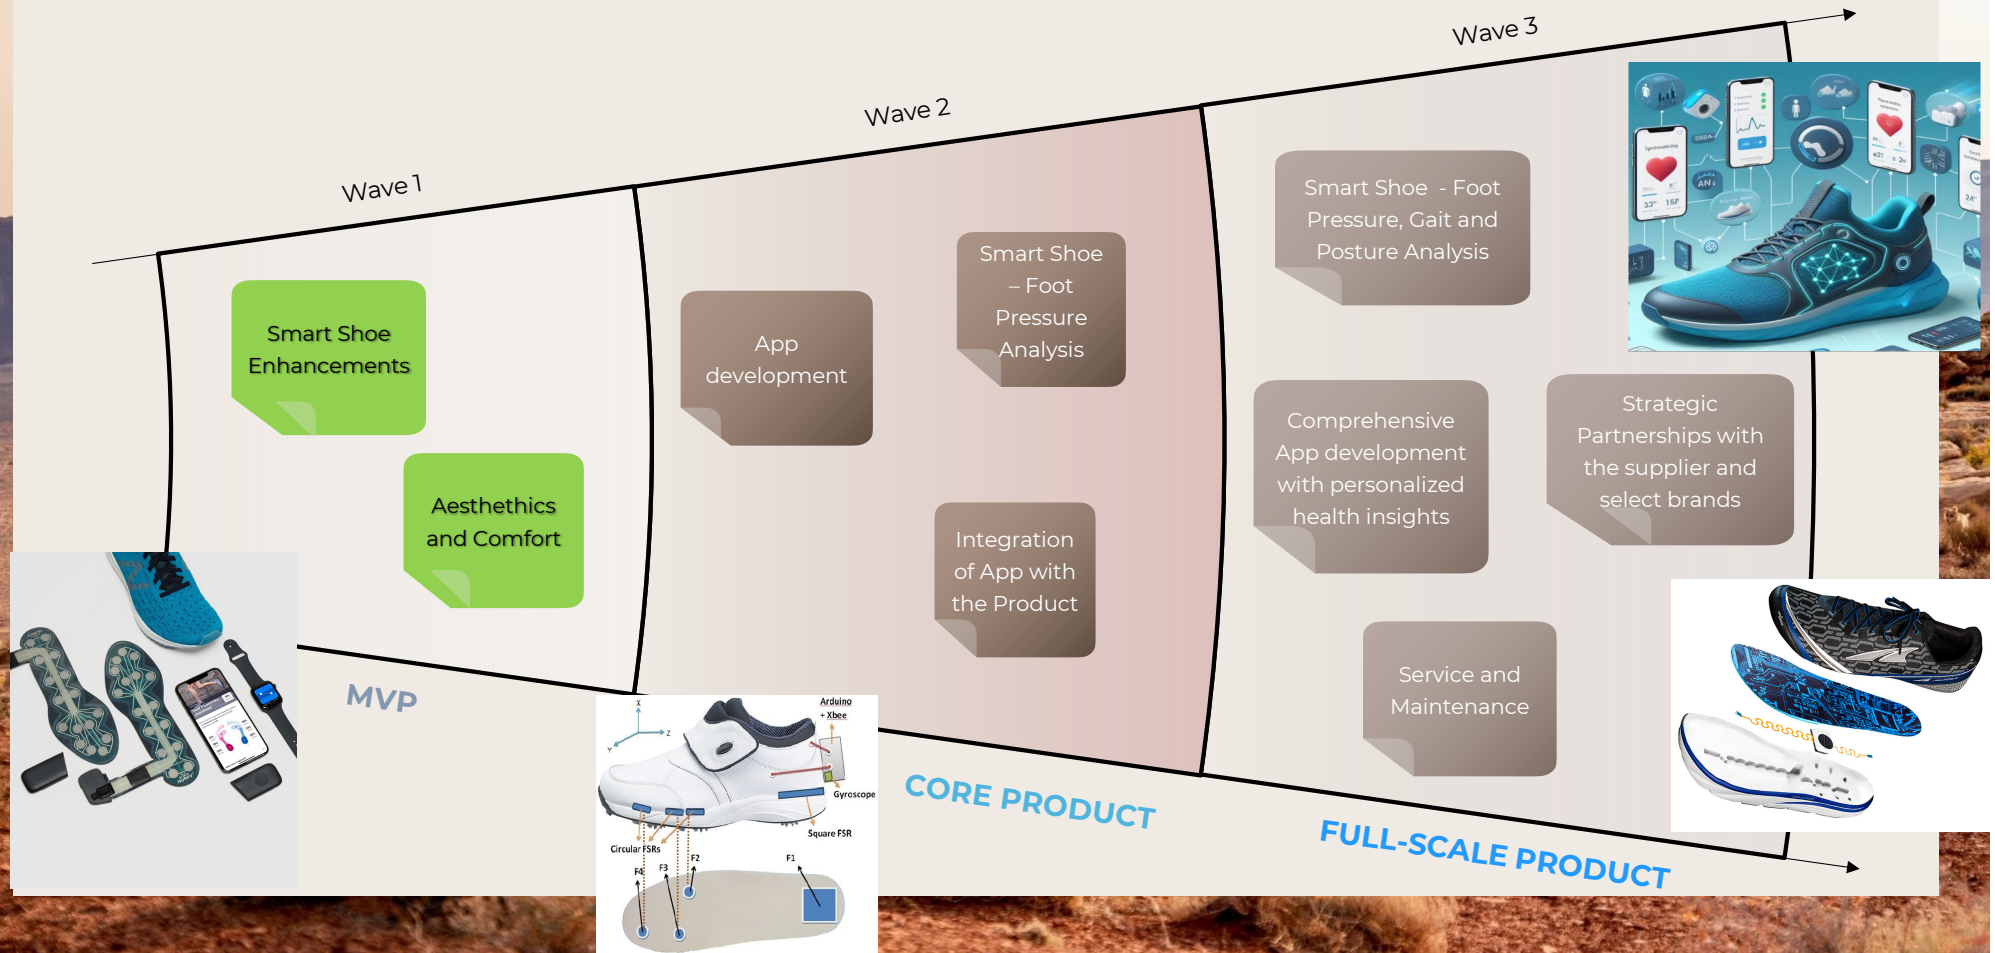 Wave 1
Wave 2
Wave 3
Smart Shoe
Enhancements
Aesthethics
and Comfort
App
development
Smart Shoe
– Foot
Pressure
Analysis
Integration
of App with
the Product
Smart Shoe - Foot
Pressure, Gait and
Posture Analysis
Comprehensive
App development
with personalized
health insights
Strategic
Partnerships with
the supplier and
select brands
Service and
Maintenance
MVP
CORE PRODUCT
FULL-SCALE PRODUCT
X
Y
Z
Arduino
+ Xbee
Gyroscope
Square FSR
Circular FSRs
F1
F2
F3
F4